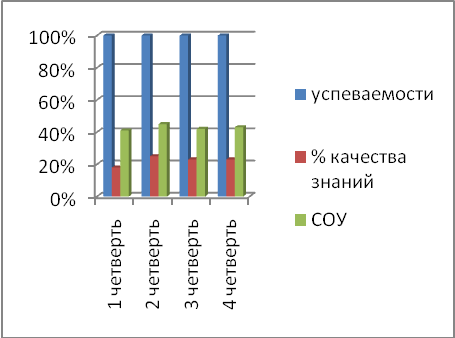 100%
80%
60%
40%
20%
0%
1 четверть
2 четверть
3 четверть
4 четверть
успеваемости
% качества
знаний
СОУ